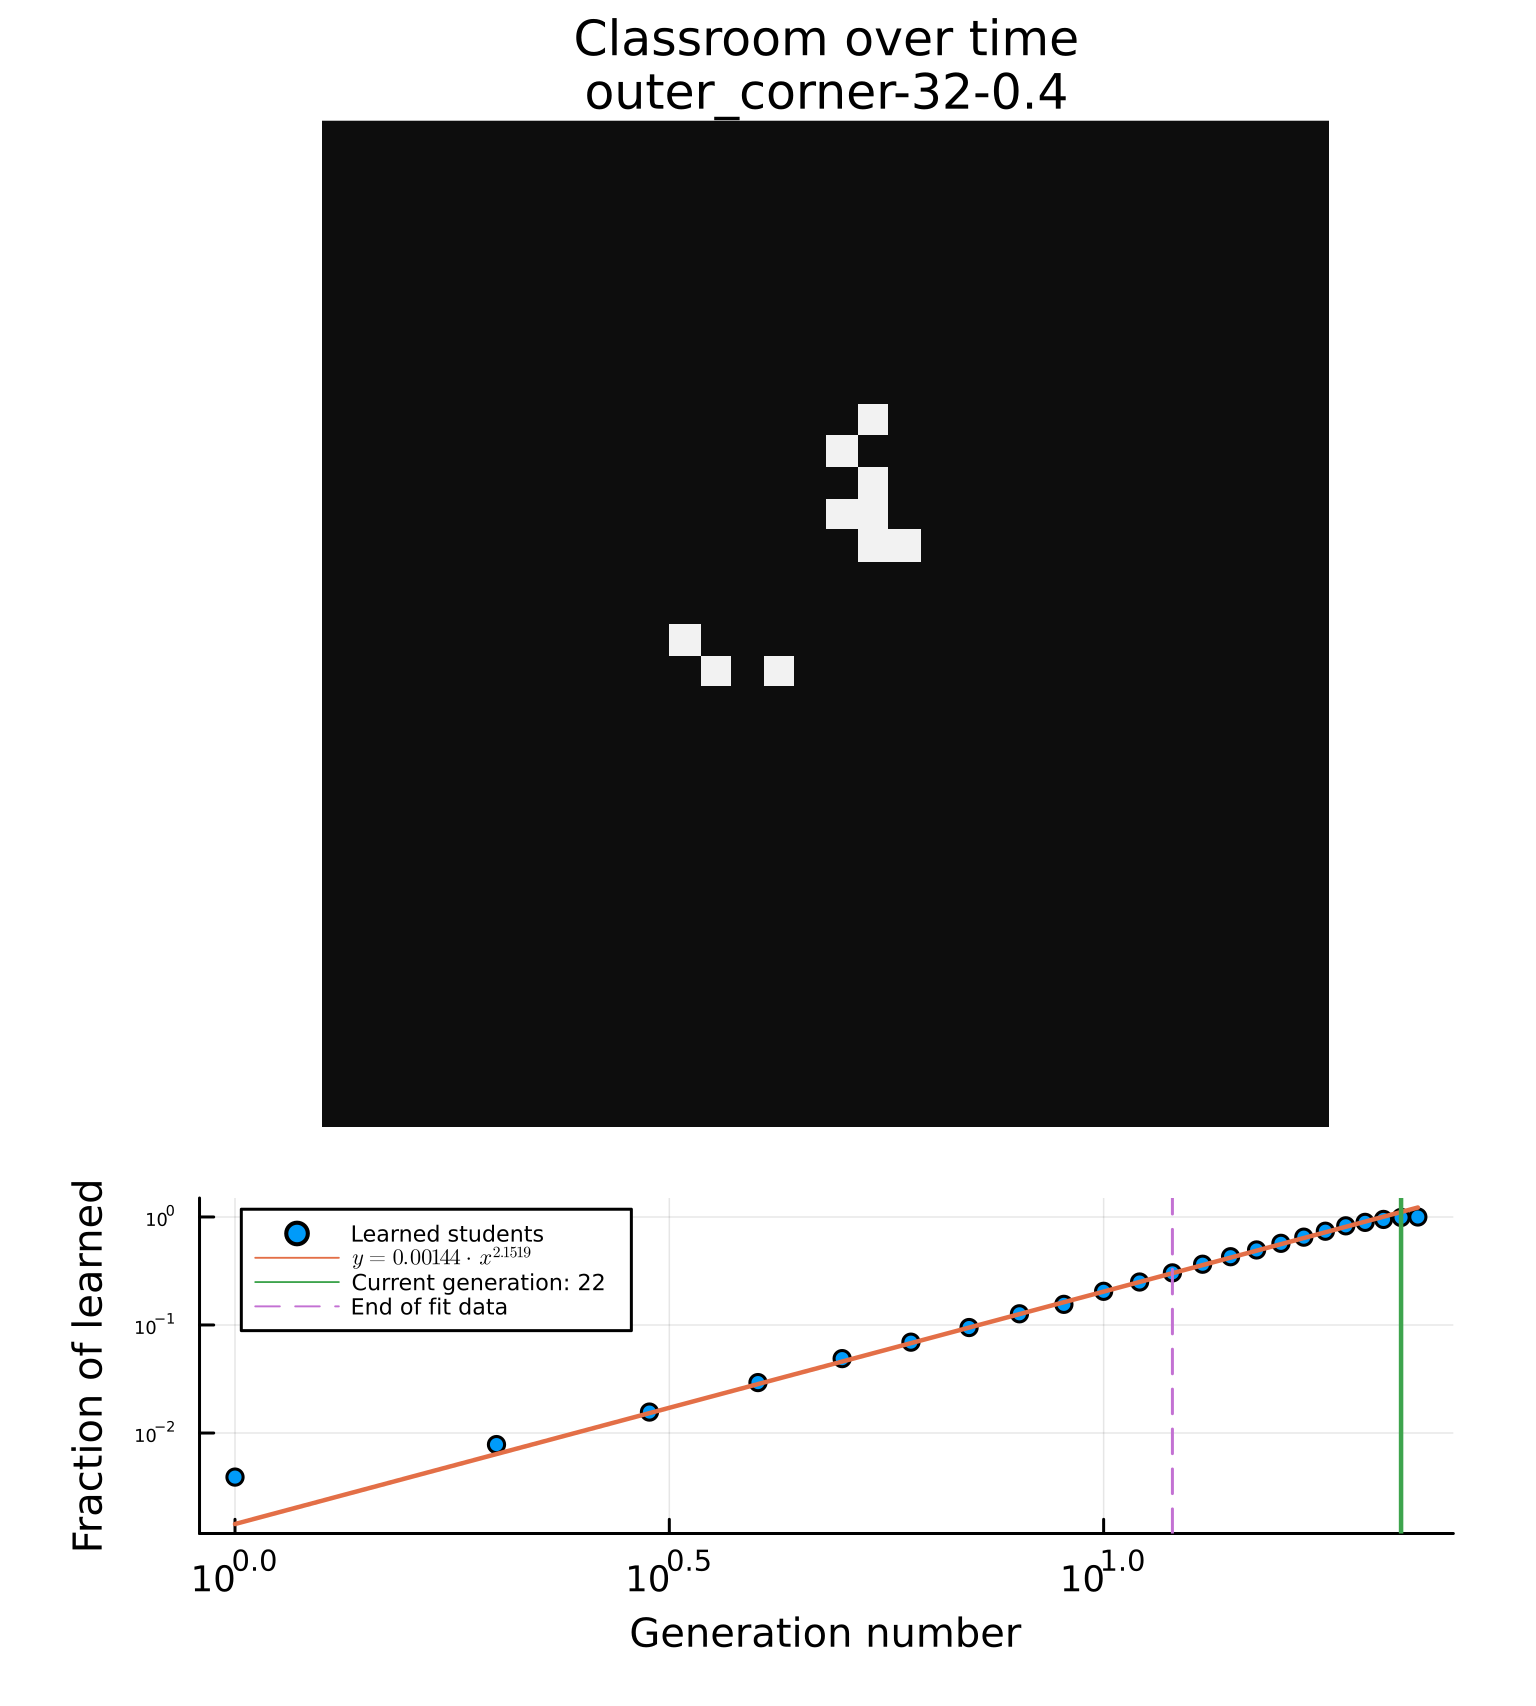 Classroom over time
outer_corner-32-0.4
Fraction of learned
10⁰
10⁻¹
10⁻²
Learned students
y = 0.00144 · x^2.1519
Current generation: 22
End of fit data
10^0.0
10^0.5
10^1.0
Generation number